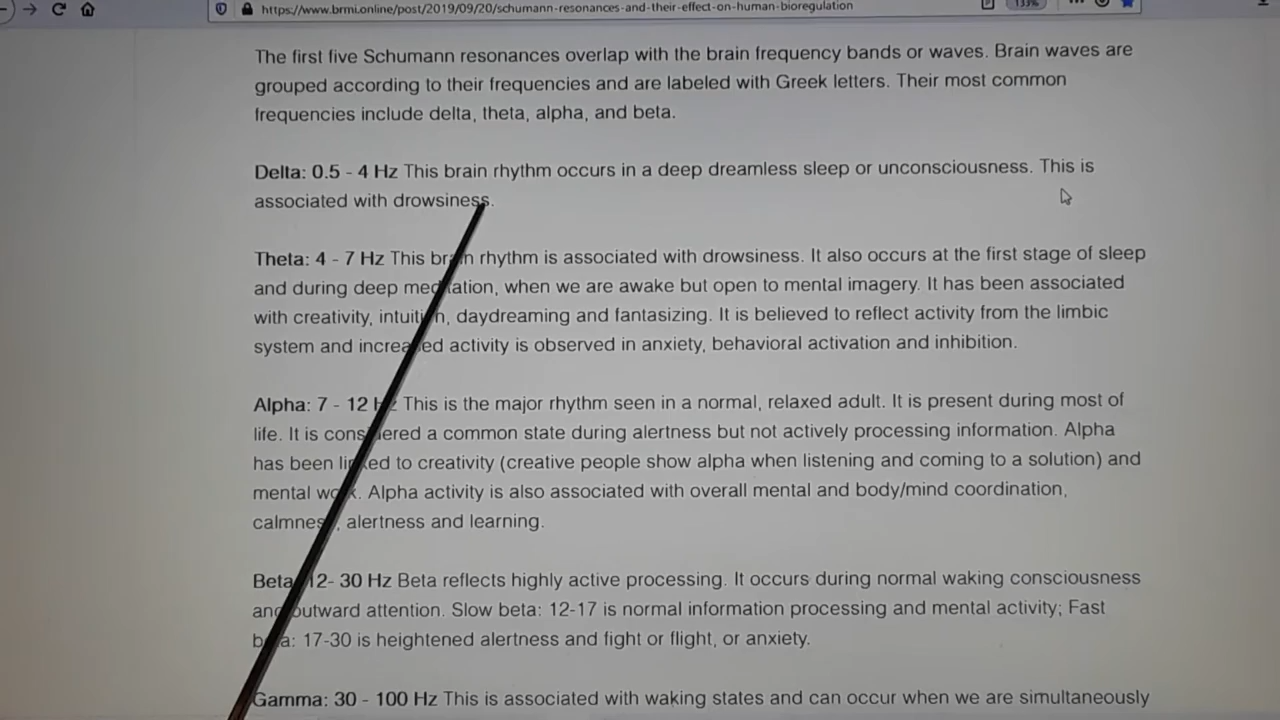 https://www.brmi.online/post/2019/09/20/schumann-resonances-and-their-effect-on-human-bioregulation
133%
The first five Schumann resonances overlap with the brain frequency bands or waves. Brain waves are
grouped according to their frequencies and are labeled with Greek letters. Their most common
frequencies include delta, theta, alpha, and beta.
Delta: 0.5 - 4 Hz This brain rhythm occurs in a deep dreamless sleep or unconsciousness. This is
associated with drowsiness.
Theta: 4 - 7 Hz This brain rhythm is associated with drowsiness. It also occurs at the first stage of sleep
and during deep meditation, when we are awake but open to mental imagery. It has been associated
with creativity, intuition, daydreaming and fantasizing. It is believed to reflect activity from the limbic
system and increased activity is observed in anxiety, behavioral activation and inhibition.
Alpha: 7 - 12 Hz This is the major rhythm seen in a normal, relaxed adult. It is present during most of
life. It is considered a common state during alertness but not actively processing information. Alpha
has been linked to creativity (creative people show alpha when listening and coming to a solution) and
mental work. Alpha activity is also associated with overall mental and body/mind coordination,
calmness, alertness and learning.
Beta: 12- 30 Hz Beta reflects highly active processing. It occurs during normal waking consciousness
and outward attention. Slow beta: 12-17 is normal information processing and mental activity; Fast
beta: 17-30 is heightened alertness and fight or flight, or anxiety.
Gamma: 30 - 100 Hz This is associated with waking states and can occur when we are simultaneously